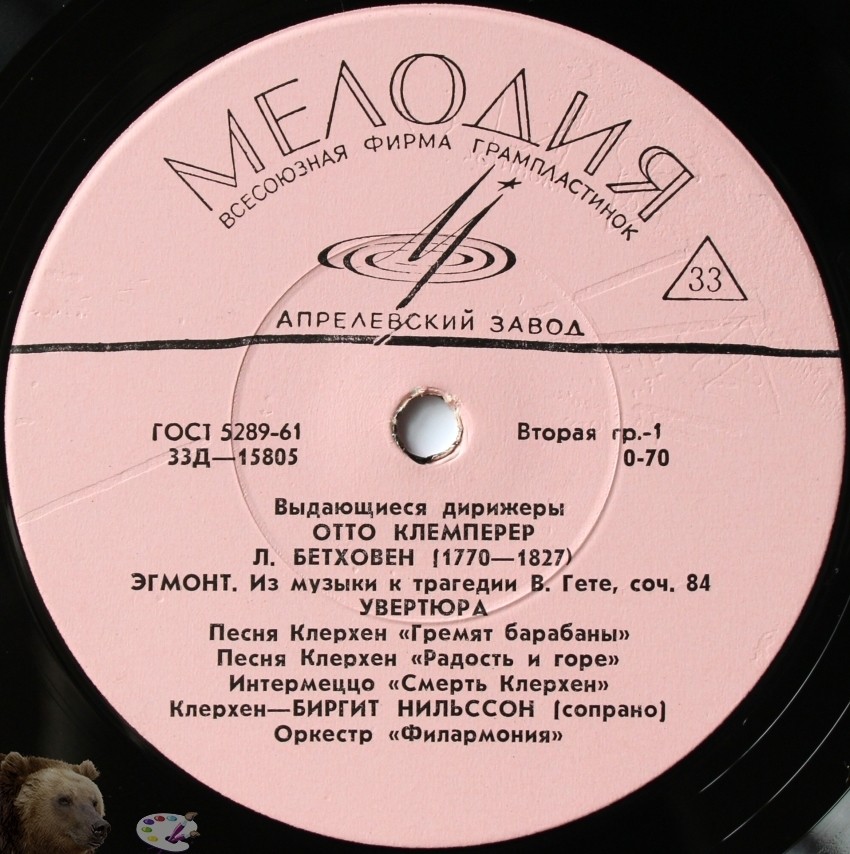 МЕЛОДИЯ
ВСЕСОЮЗНАЯ ФИРМА ГРАМПЛАСТИНОК
33
АПРЕЛЕВСКИЙ ЗАВОД
ГОСТ 5289-61 Вторая гр.-1
33Д—15805 0-70
Выдающиеся дирижеры
ОТТО КЛЕМПЕРЕР
Л. БЕТХОВЕН (1770—1827)
ЭГМОНТ. Из музыки к трагедии В. Гете, соч. 84
УВЕРТЮРА
Песня Клерхен «Гремят барабаны»
Песня Клерхен «Радость и горе»
Интермеццо «Смерть Клерхен»
Клерхен—БИРГИТ НИЛЬССОН (сопрано)
Оркестр «Филармония»